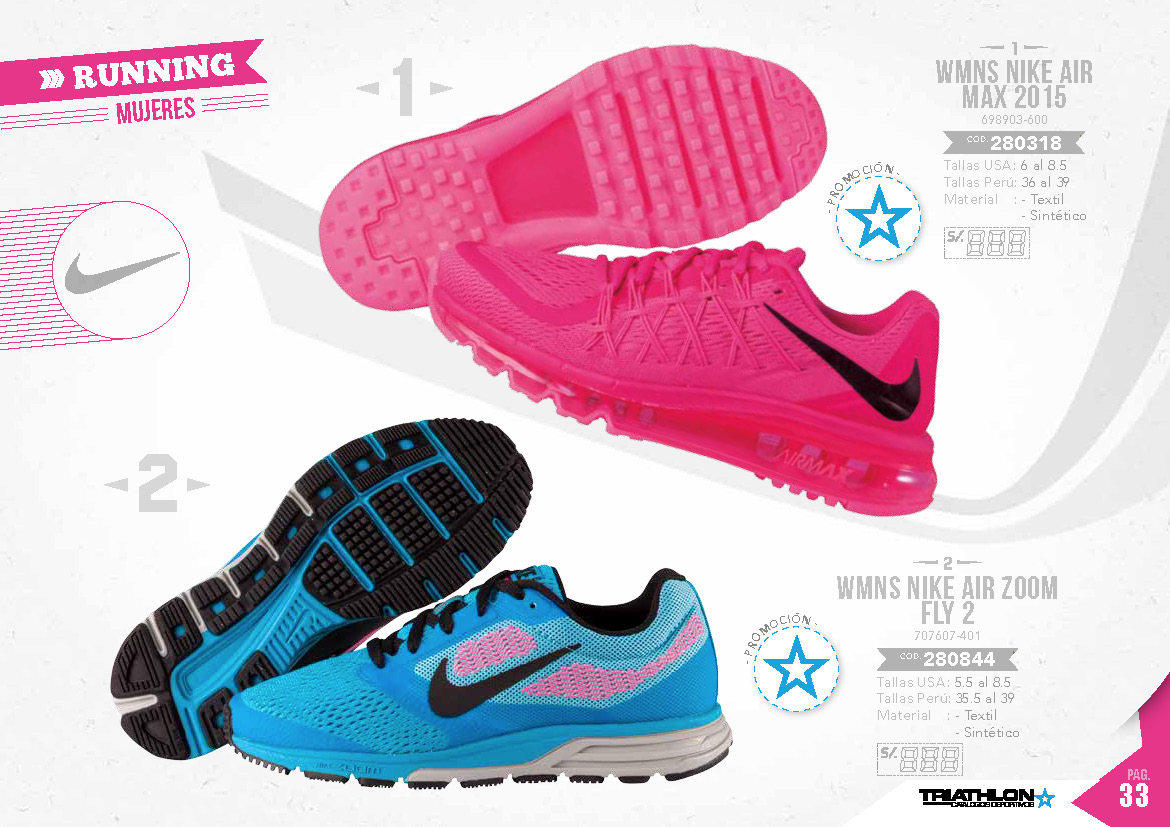 RUNNING
MUJERES
1
1
WMNS NIKE AIR
MAX 2015
698903-600
COD. 280318
Tallas USA: 6 al 8.5
Tallas Perú: 36 al 39
Material : - Textil
- Sintético
S/. 888
- PROMOCIÓN -
AIRMAX
2
2
WMNS NIKE AIR ZOOM
FLY 2
707607-401
COD. 280844
Tallas USA: 5.5 al 8.5
Tallas Perú: 35.5 al 39
Material : - Textil
- Sintético
S/. 888
- PROMOCIÓN -
TRIATHLON
CATÁLOGOS DEPORTIVOS
PAG.
33